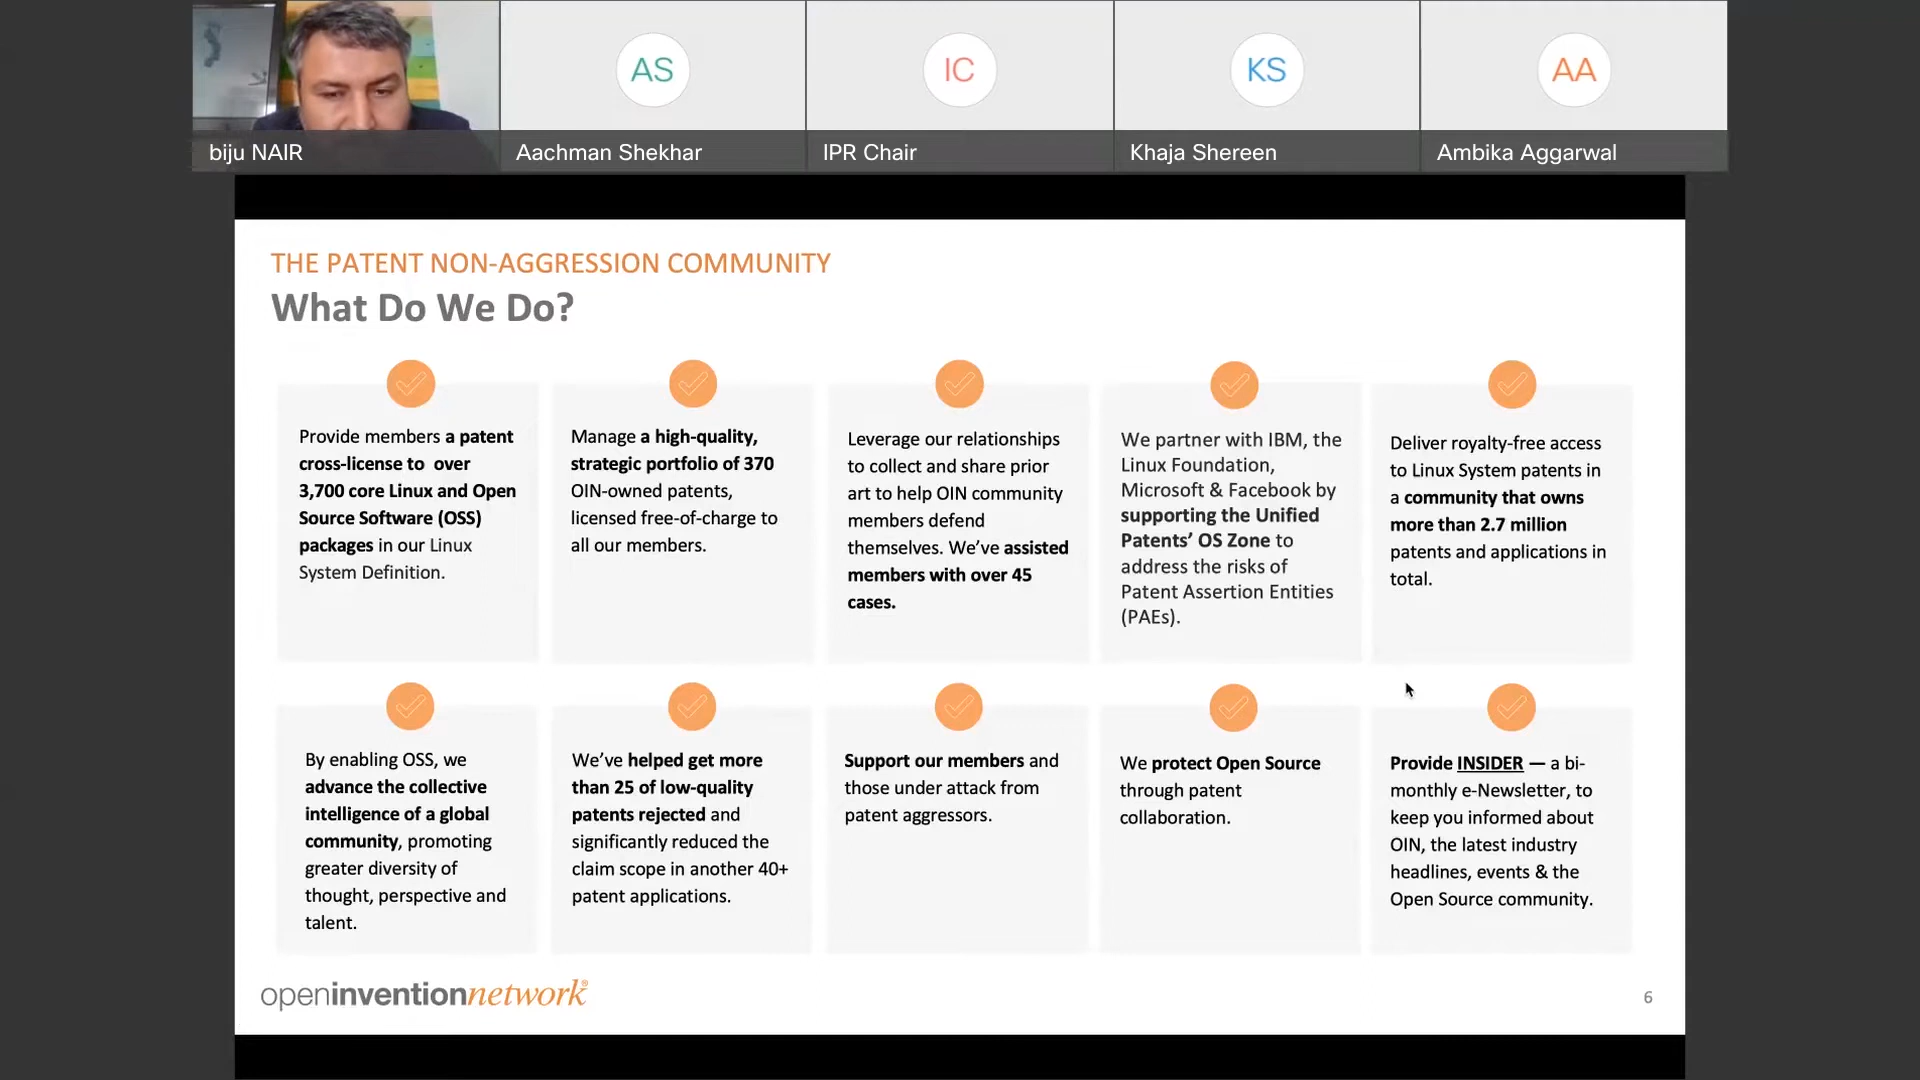 AS
IC
KS
AA
biju NAIR
Aachman Shekhar
IPR Chair
Khaja Shereen
Ambika Aggarwal
THE PATENT NON-AGGRESSION COMMUNITY
What Do We Do?
Provide members a patent
cross-license to over
3,700 core Linux and Open
Source Software (OSS)
packages in our Linux
System Definition.
Manage a high-quality,
strategic portfolio of 370
OIN-owned patents,
licensed free-of-charge to
all our members.
Leverage our relationships
to collect and share prior
art to help OIN community
members defend
themselves. We’ve assisted
members with over 45
cases.
We partner with IBM, the
Linux Foundation,
Microsoft & Facebook by
supporting the Unified
Patents’ OS Zone to
address the risks of
Patent Assertion Entities
(PAEs).
Deliver royalty-free access
to Linux System patents in
a community that owns
more than 2.7 million
patents and applications in
total.
By enabling OSS, we
advance the collective
intelligence of a global
community, promoting
greater diversity of
thought, perspective and
talent.
We’ve helped get more
than 25 of low-quality
patents rejected and
significantly reduced the
claim scope in another 40+
patent applications.
Support our members and
those under attack from
patent aggressors.
We protect Open Source
through patent
collaboration.
Provide INSIDER — a bi-
monthly e-Newsletter, to
keep you informed about
OIN, the latest industry
headlines, events & the
Open Source community.
openinventionnetwork®
6